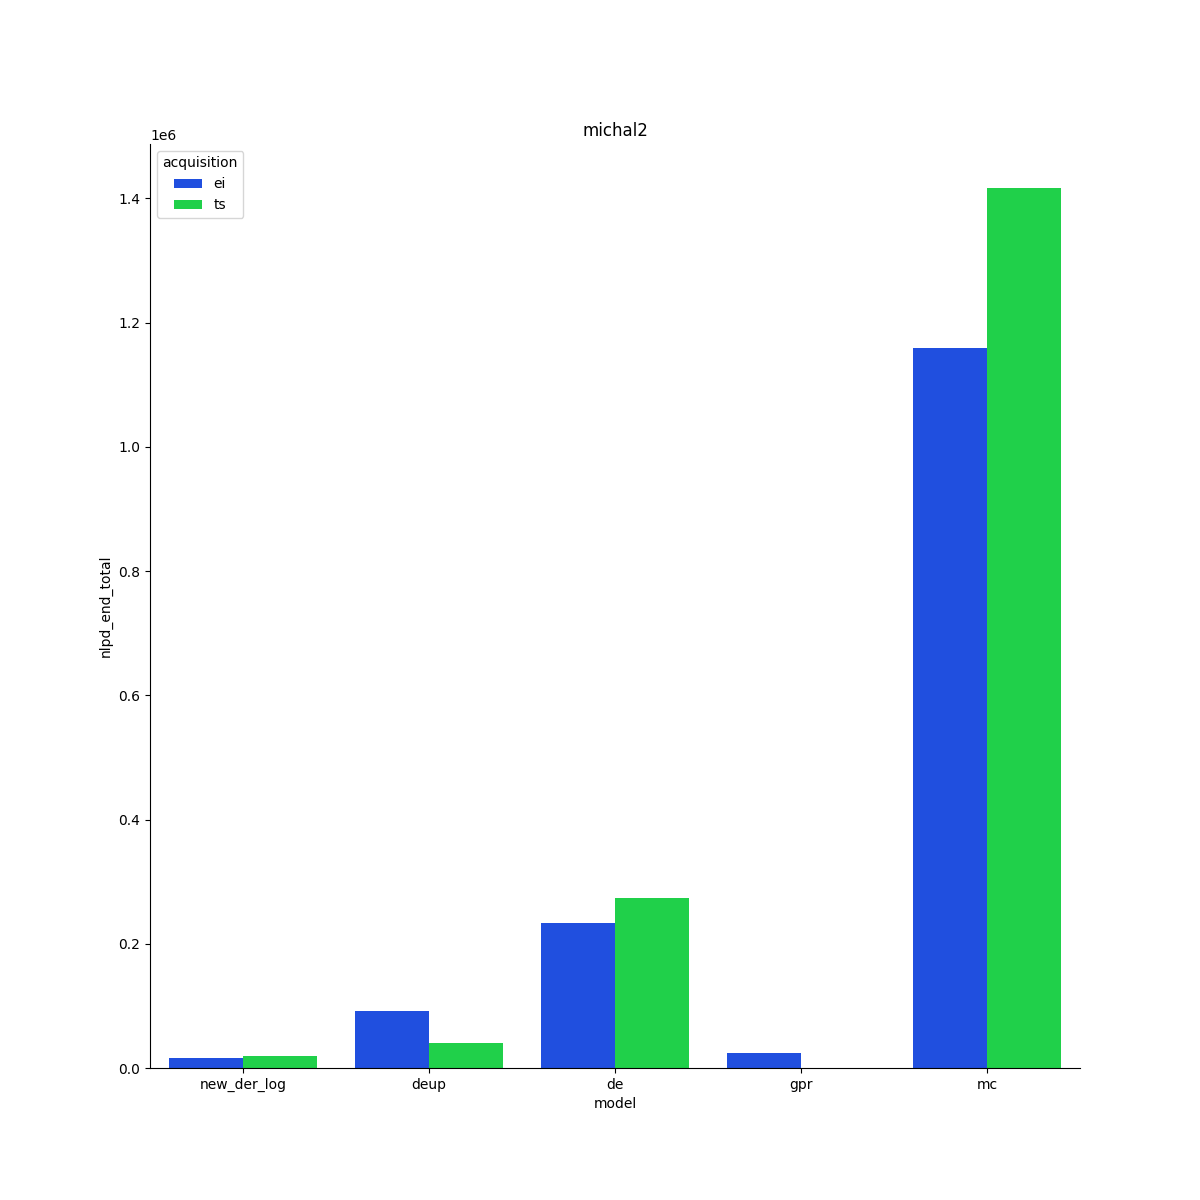 michal2
1e6
acquisition
ei
ts
1.4
1.2
1.0
0.8
0.6
0.4
0.2
0.0
nlpd_end_total
new_der_log deup de gpr mc
model